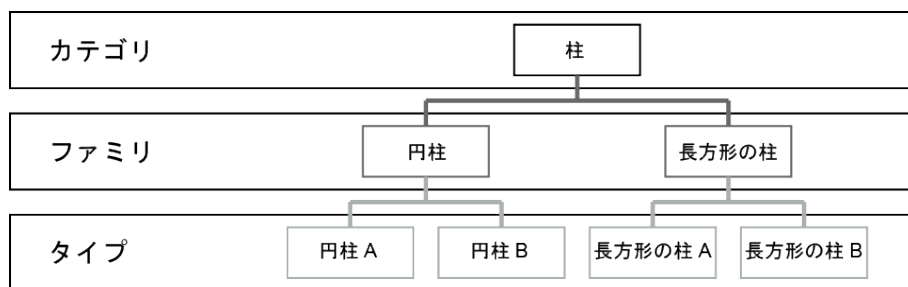 カテゴリ
柱
ファミリ
円柱
長方形の柱
タイプ
円柱 A
円柱 B
長方形の柱 A
長方形の柱 B